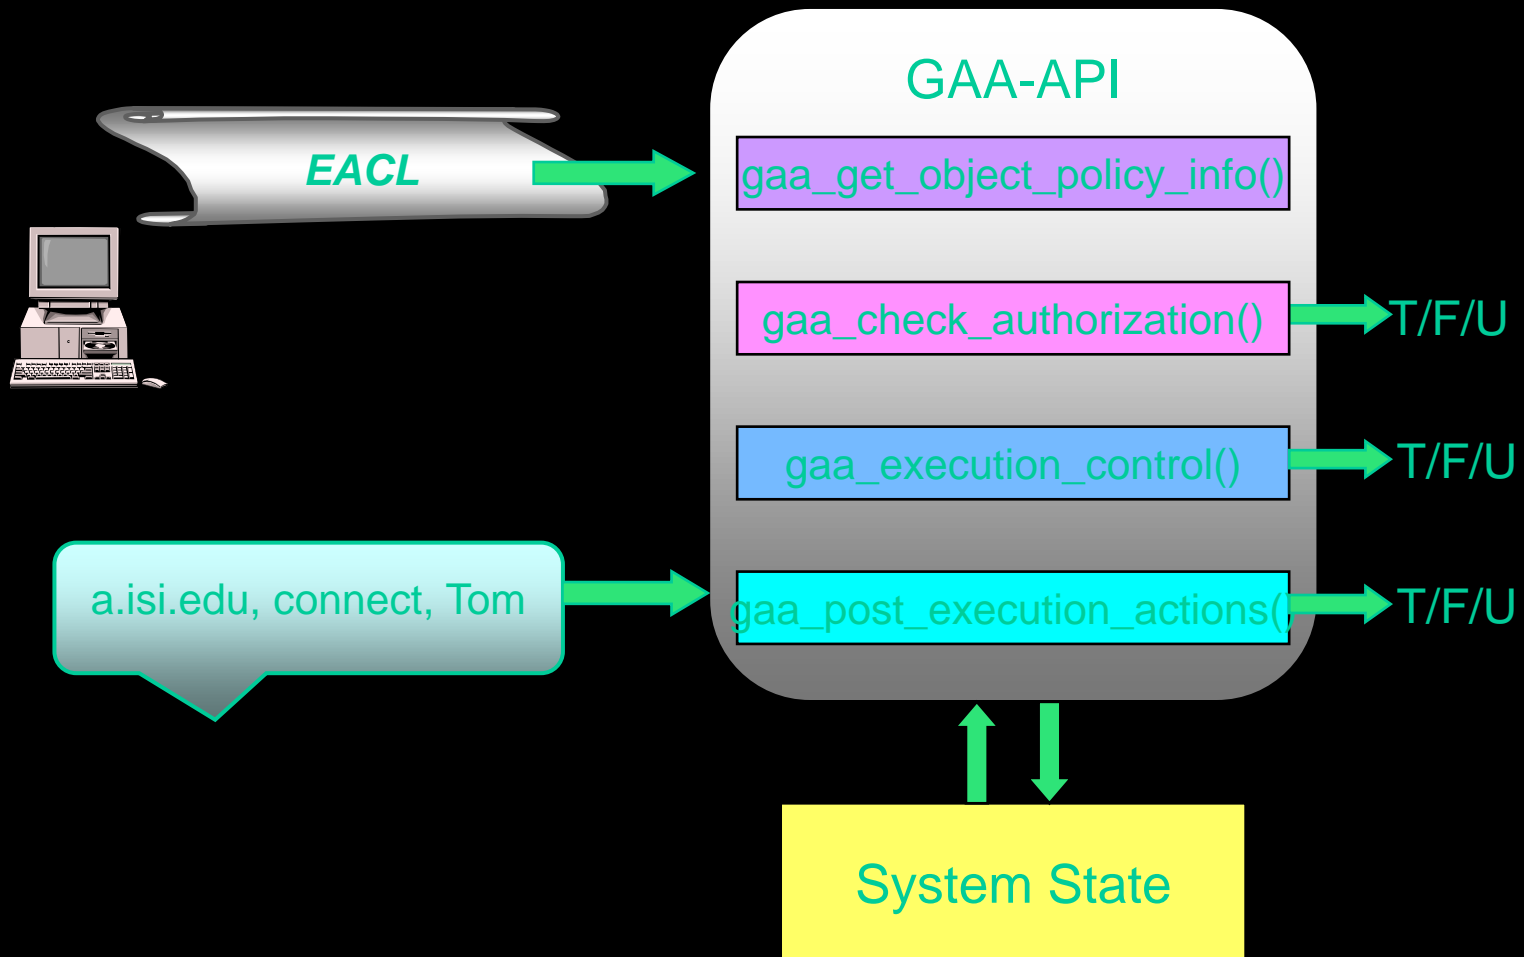 GAA-API
EACL
gaa_get_object_policy_info()
gaa_check_authorization()
T/F/U
gaa_execution_control()
T/F/U
a.isi.edu, connect, Tom
gaa_post_execution_actions()
T/F/U
System State